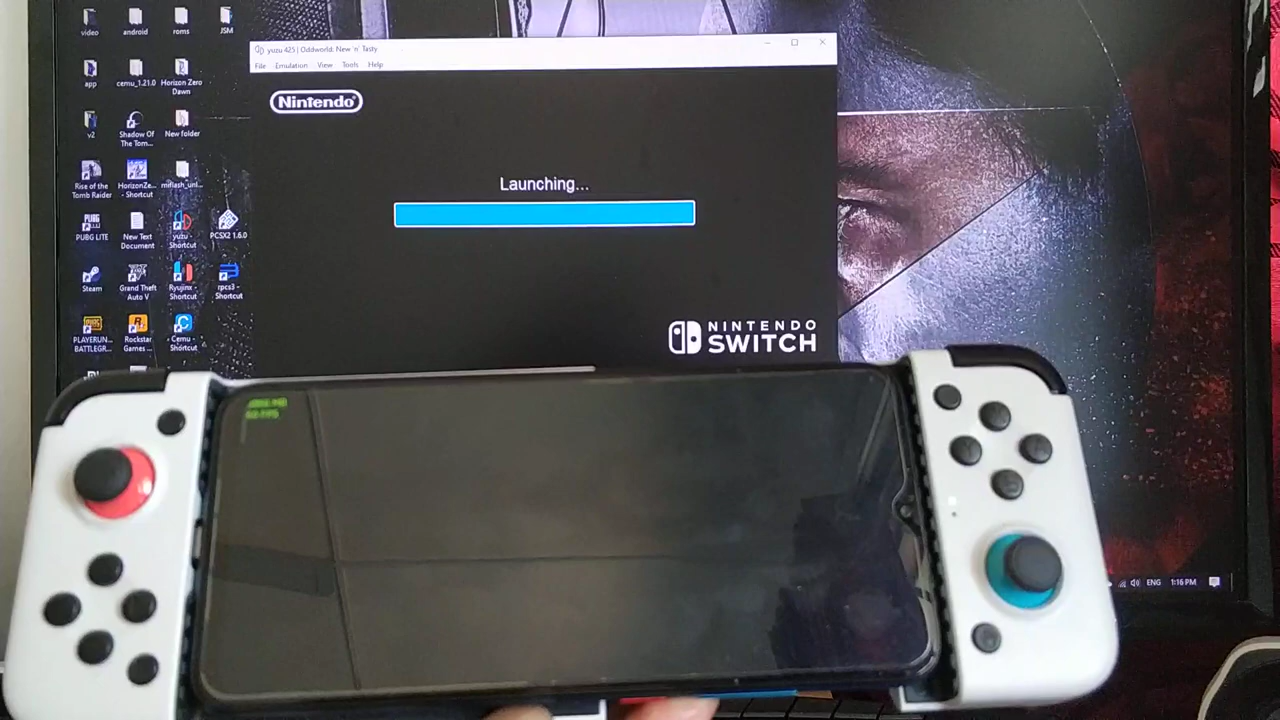 video
android
roms
JSM
app
cemu_1.21.0
Horizon Zero Dawn
v2
Shadow Of The Tom...
New folder
Rise of the Tomb Raider
HorizonZe... - Shortcut
miflash_unl...
PUBG LITE
New Text Document
yuzu - Shortcut
PCSX2 1.6.0
Steam
Grand Theft Auto V
Ryujinx - Shortcut
rpcs3 - Shortcut
PLAYERUN... BATTLEGR...
Rockstar Games ...
Cemu - Shortcut
yuzu 425 | Oddworld: New 'n' Tasty
File Emulation View Tools Help
Nintendo
Launching...
NINTENDO
SWITCH
ENG 1:16 PM